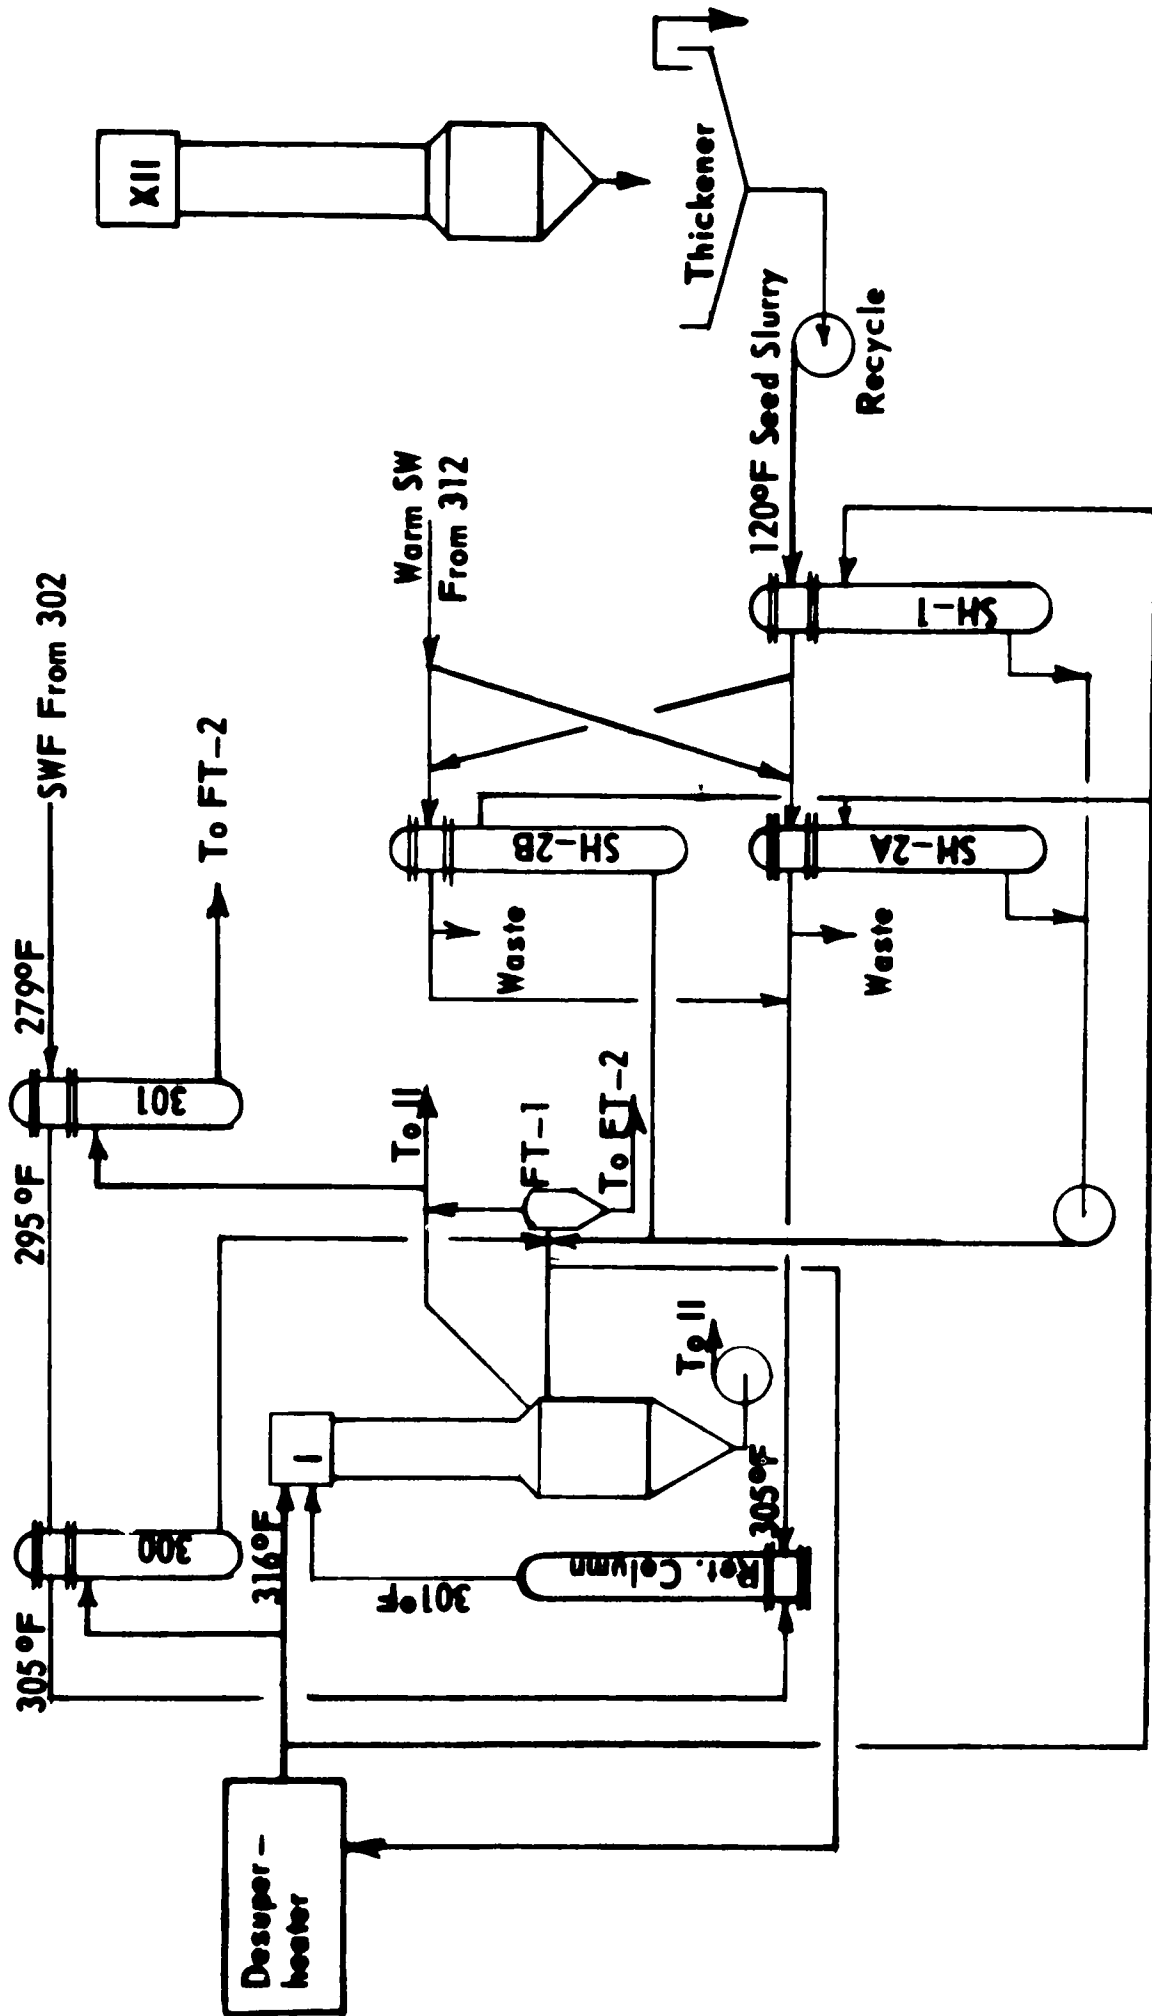 SWF From 302
279°F
295°F
305°F
301
300
To FT-2
XII
Thickener
Warm SW
From 312
120°F Seed Slurry
Recycle
SH-2B
SH-2A
SH-1
Waste
Waste
To II
FT-1
To FT-2
I
To II
316°F
301°F
305°F
Ret. Column
Desuper-
heater